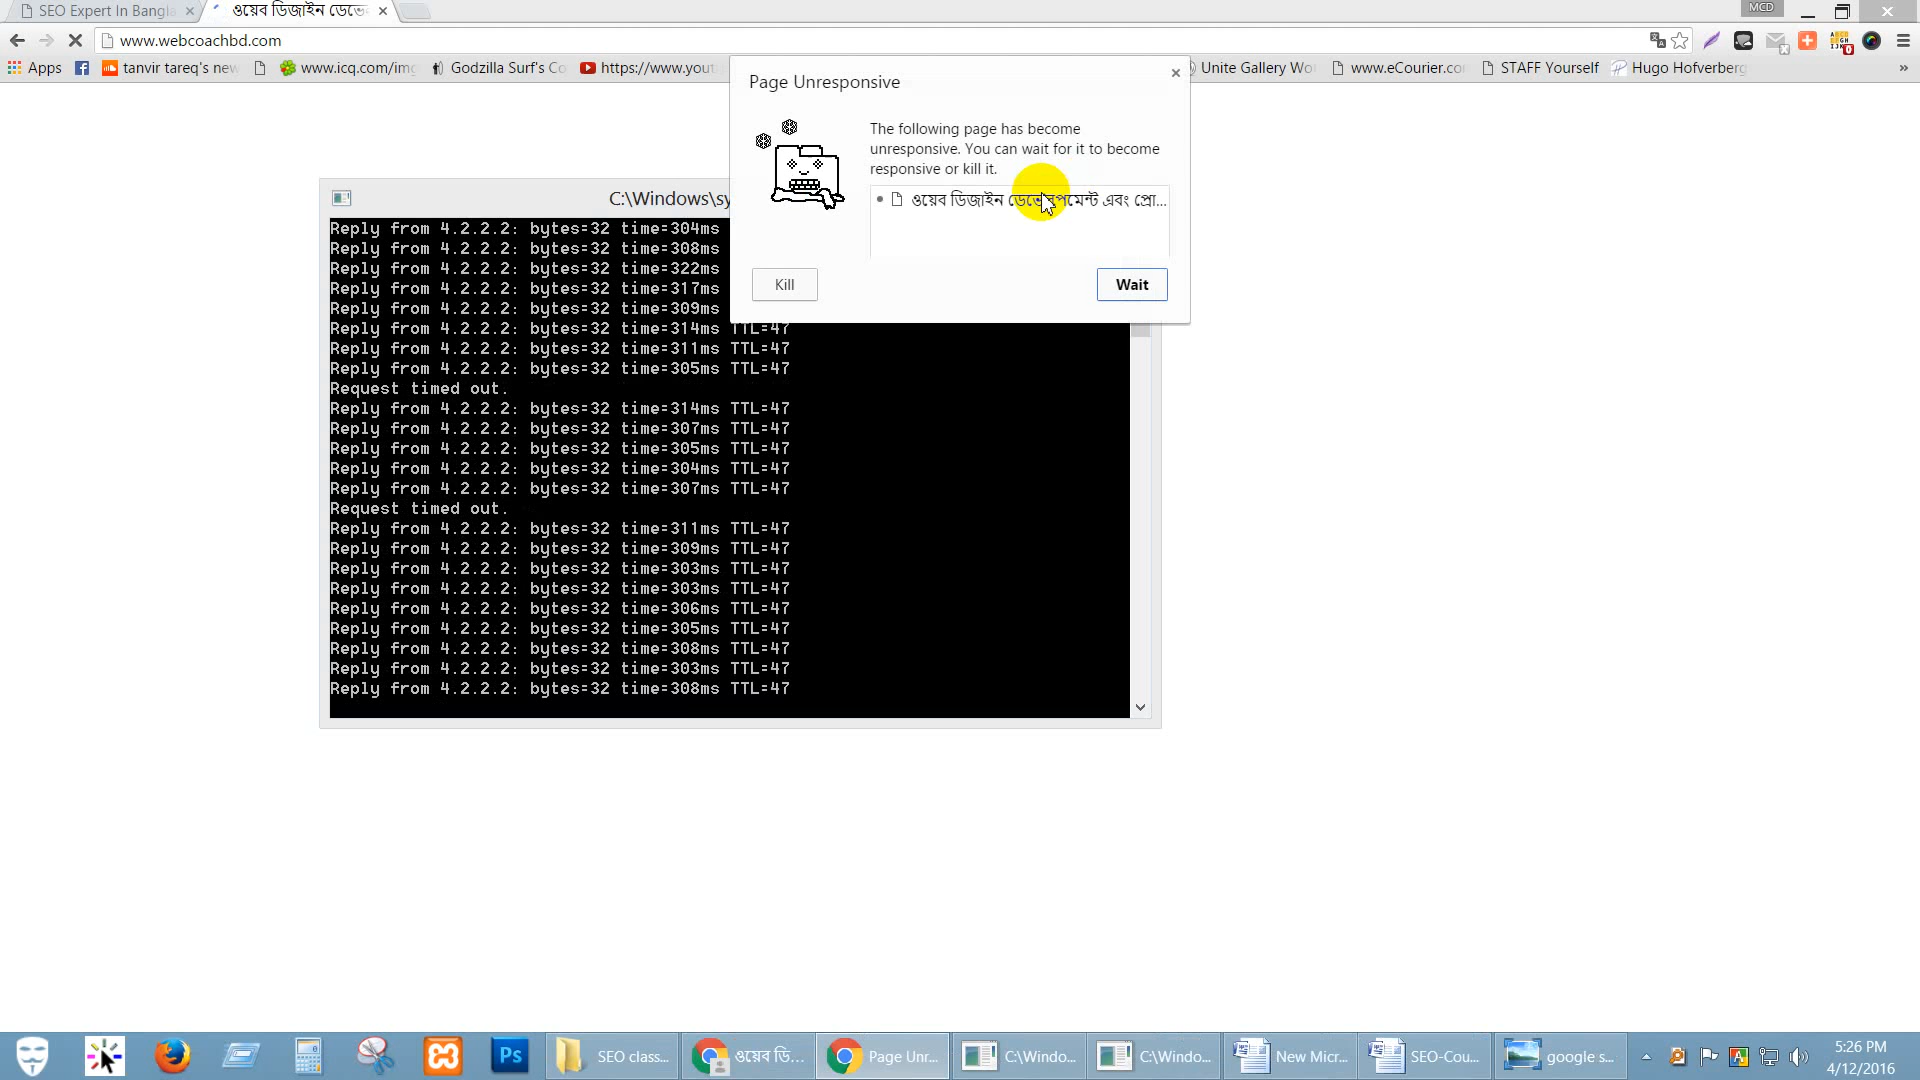 SEO Expert In Bangla
ওয়েব ডিজাইন ডেভে
MCD
www.webcoachbd.com
Apps
tanvir tareq's new
www.icq.com/img
Godzilla Surf's Co
https://www.yout
Unite Gallery Wo
www.eCourier.co
STAFF Yourself
Hugo Hofverberg
»
Page Unresponsive
The following page has become
unresponsive. You can wait for it to become
responsive or kill it.
ওয়েব ডিজাইন ডেভেলপমেন্ট এবং প্রো...
Kill
Wait
C:\Windows\sy
Reply from 4.2.2.2: bytes=32 time=304ms
Reply from 4.2.2.2: bytes=32 time=308ms
Reply from 4.2.2.2: bytes=32 time=322ms
Reply from 4.2.2.2: bytes=32 time=317ms
Reply from 4.2.2.2: bytes=32 time=309ms
Reply from 4.2.2.2: bytes=32 time=314ms TTL=47
Reply from 4.2.2.2: bytes=32 time=311ms TTL=47
Reply from 4.2.2.2: bytes=32 time=305ms TTL=47
Request timed out.
Reply from 4.2.2.2: bytes=32 time=314ms TTL=47
Reply from 4.2.2.2: bytes=32 time=307ms TTL=47
Reply from 4.2.2.2: bytes=32 time=305ms TTL=47
Reply from 4.2.2.2: bytes=32 time=304ms TTL=47
Reply from 4.2.2.2: bytes=32 time=307ms TTL=47
Request timed out.
Reply from 4.2.2.2: bytes=32 time=311ms TTL=47
Reply from 4.2.2.2: bytes=32 time=309ms TTL=47
Reply from 4.2.2.2: bytes=32 time=303ms TTL=47
Reply from 4.2.2.2: bytes=32 time=303ms TTL=47
Reply from 4.2.2.2: bytes=32 time=306ms TTL=47
Reply from 4.2.2.2: bytes=32 time=305ms TTL=47
Reply from 4.2.2.2: bytes=32 time=308ms TTL=47
Reply from 4.2.2.2: bytes=32 time=303ms TTL=47
Reply from 4.2.2.2: bytes=32 time=308ms TTL=47
Ps
SEO class...
ওয়েব ডি...
Page Unr...
C:\Windo...
C:\Windo...
New Micr...
SEO-Cou...
google s...
5:26 PM
4/12/2016